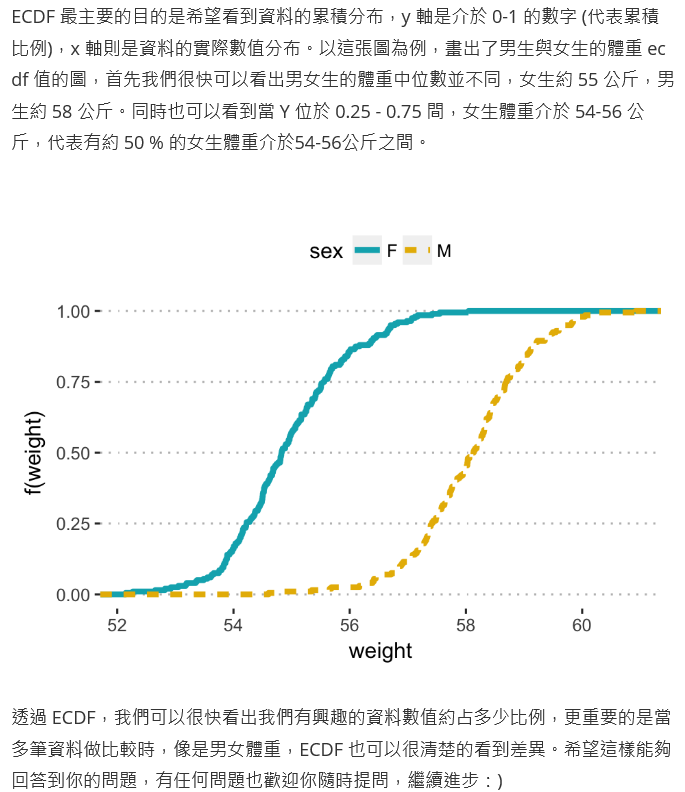 ECDF 最主要的目的是希望看到資料的累積分布，y 軸是介於 0-1 的數字 (代表累積
比例)，x 軸則是資料的實際數值分布。以這張圖為例，畫出了男生與女生的體重 ec
df 值的圖，首先我們很快可以看出男女生的體重中位數並不同，女生約 55 公斤，男
生約 58 公斤。同時也可以看到當 Y 位於 0.25 - 0.75 間，女生體重介於 54-56 公
斤，代表有約 50 % 的女生體重介於54-56公斤之間。
sex F M
1.00
0.75
0.50
0.25
0.00
f(weight)
52 54 56 58 60
weight
透過 ECDF，我們可以很快看出我們有興趣的資料數值約占多少比例，更重要的是當
多筆資料做比較時，像是男女體重，ECDF 也可以很清楚的看到差異。希望這樣能夠
回答到你的問題，有任何問題也歡迎你隨時提問，繼續進步：)